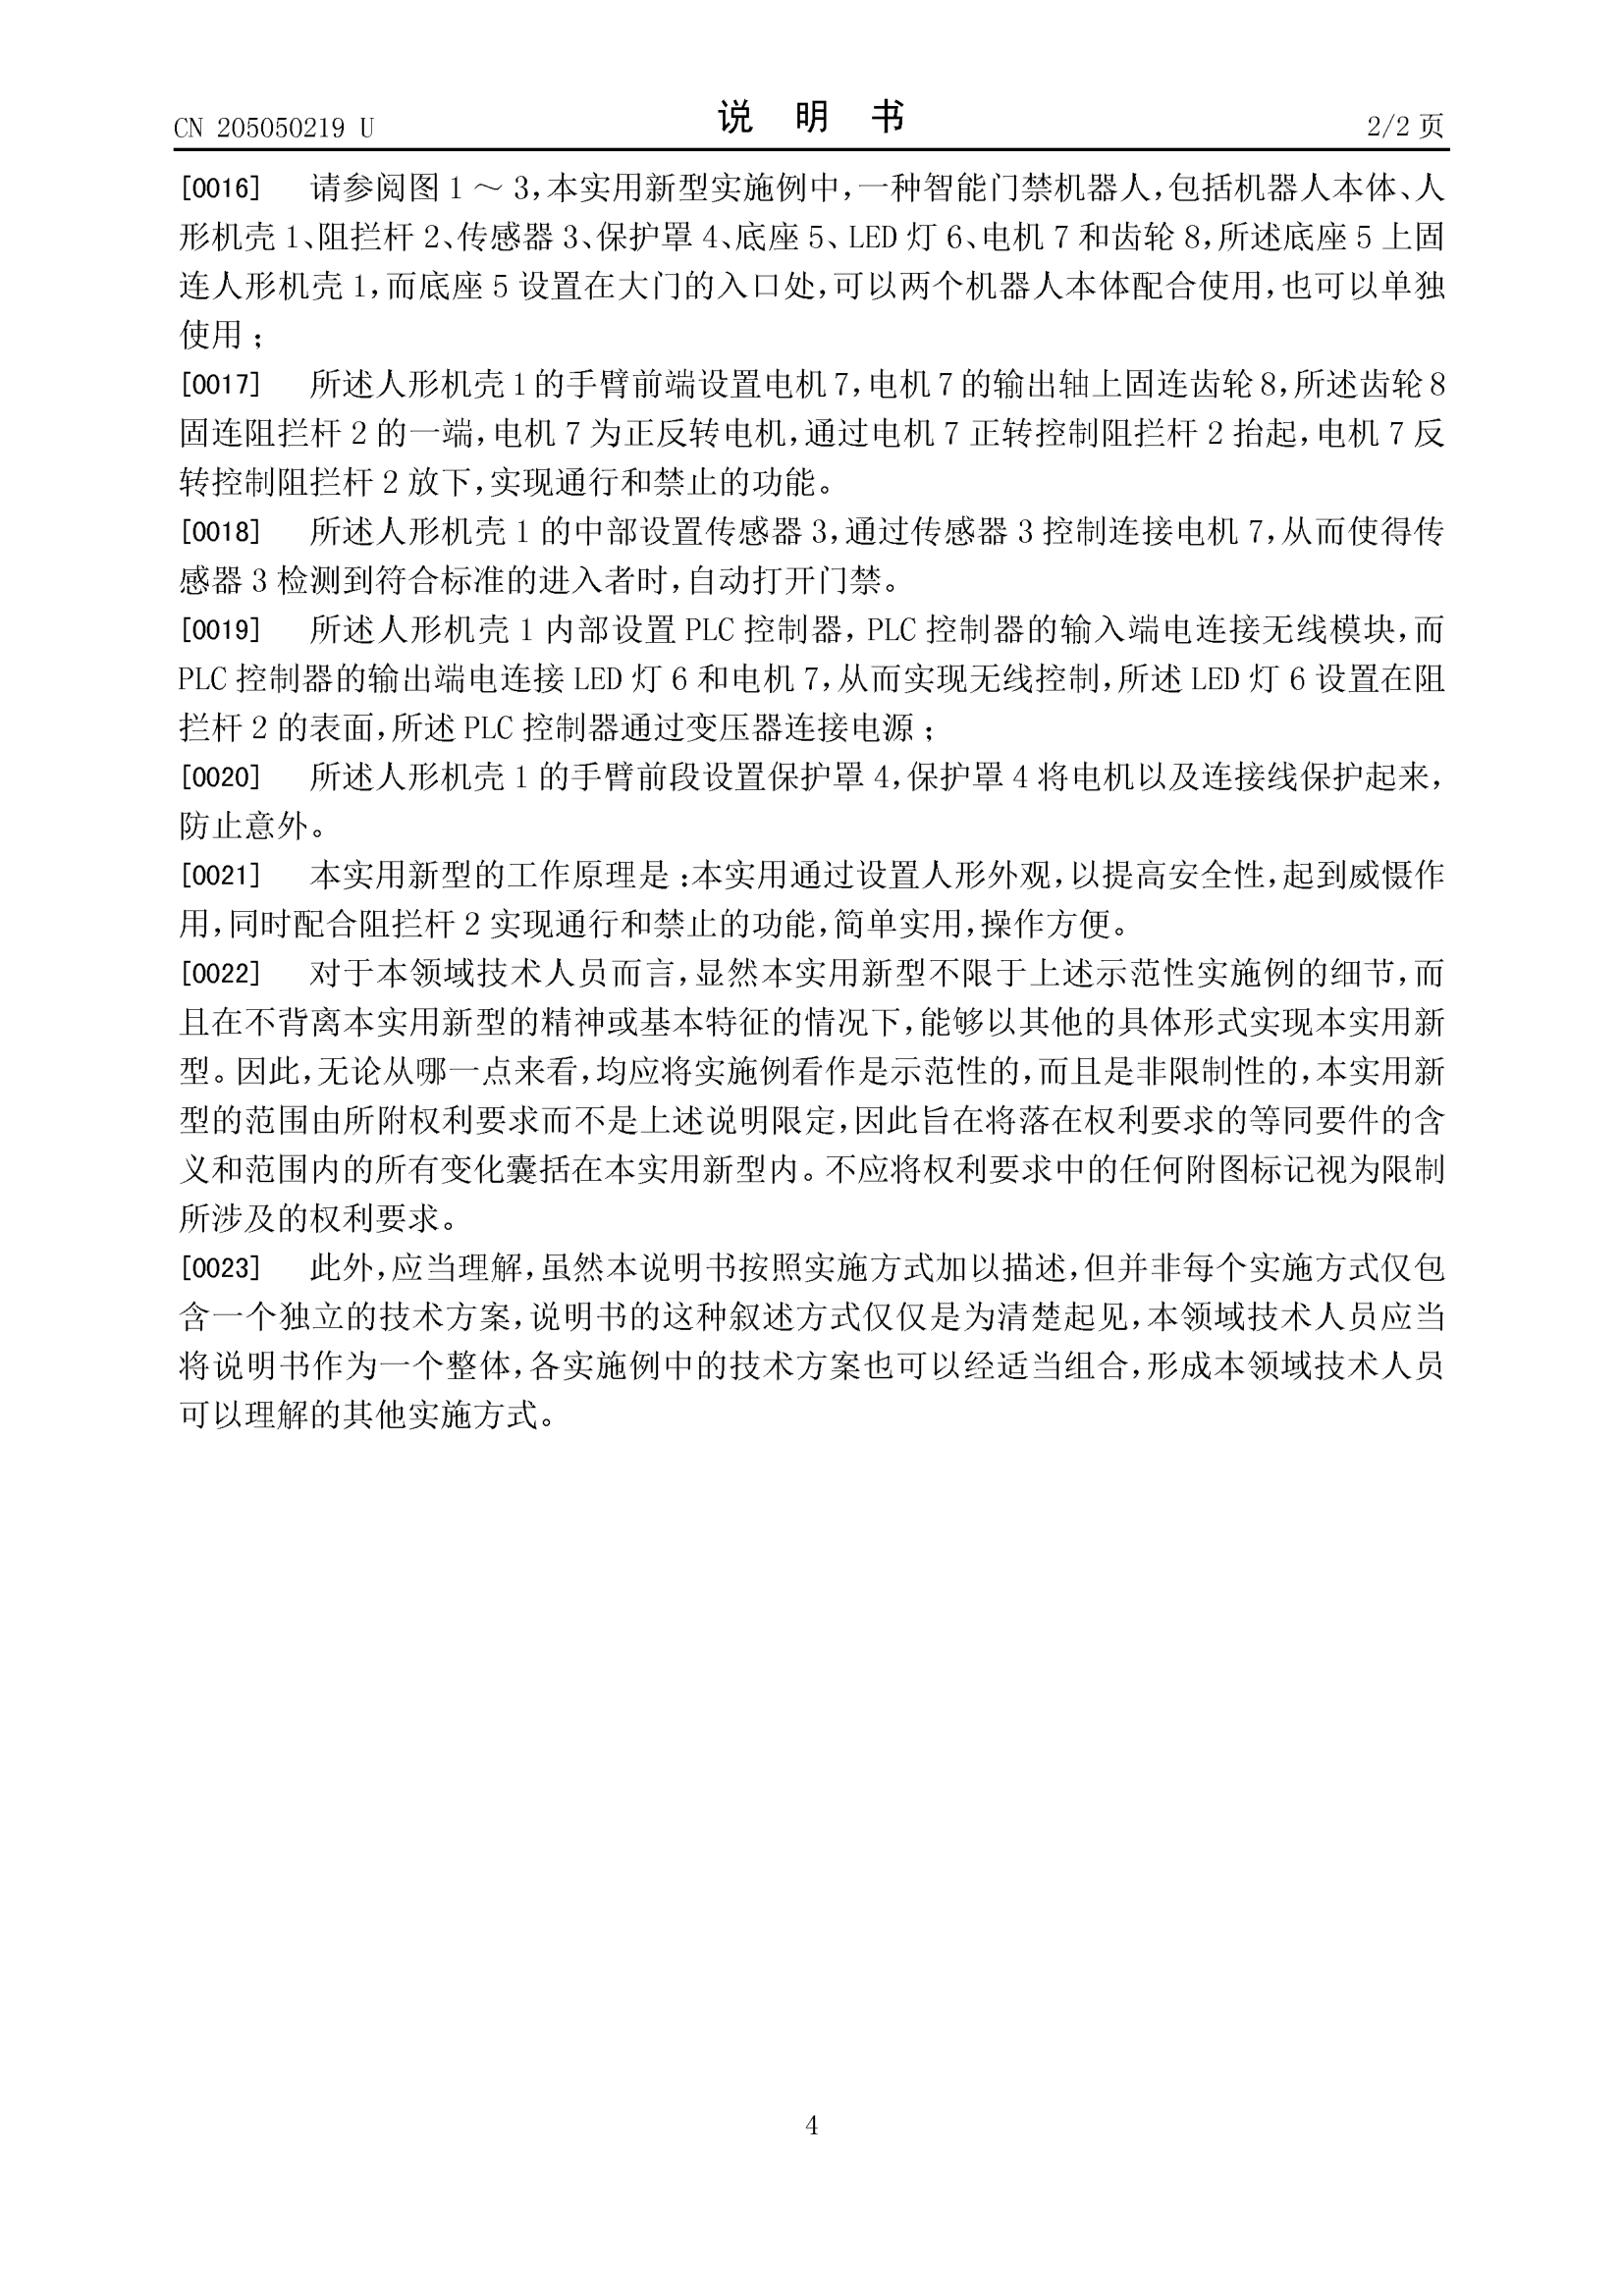 CN 205050219 U
说 明 书
2/2 页
[0016] 请参阅图 1 ～ 3,本实用新型实施例中,一种智能门禁机器人,包括机器人本体、人
形机壳 1、阻拦杆 2、传感器 3、保护罩 4、底座 5、LED 灯 6、电机 7 和齿轮 8,所述底座 5 上固
连人形机壳 1,而底座 5 设置在大门的入口处,可以两个机器人本体配合使用,也可以单独
使用；
[0017] 所述人形机壳 1 的手臂前端设置电机 7,电机 7 的输出轴上固连齿轮 8,所述齿轮 8
固连阻拦杆 2 的一端,电机 7 为正反转电机,通过电机 7 正转控制阻拦杆 2 抬起,电机 7 反
转控制阻拦杆 2 放下,实现通行和禁止的功能。
[0018] 所述人形机壳 1 的中部设置传感器 3,通过传感器 3 控制连接电机 7,从而使得传
感器 3 检测到符合标准的进入者时,自动打开门禁。
[0019] 所述人形机壳 1 内部设置 PLC 控制器, PLC 控制器的输入端电连接无线模块,而
PLC 控制器的输出端电连接 LED 灯 6 和电机 7,从而实现无线控制,所述 LED 灯 6 设置在阻
拦杆 2 的表面,所述 PLC 控制器通过变压器连接电源；
[0020] 所述人形机壳 1 的手臂前段设置保护罩 4,保护罩 4 将电机以及连接线保护起来,
防止意外。
[0021] 本实用新型的工作原理是:本实用通过设置人形外观,以提高安全性,起到威慑作
用,同时配合阻拦杆 2 实现通行和禁止的功能,简单实用,操作方便。
[0022] 对于本领域技术人员而言,显然本实用新型不限于上述示范性实施例的细节,而
且在不背离本实用新型的精神或基本特征的情况下,能够以其他的具体形式实现本实用新
型。因此,无论从哪一点来看,均应将实施例看作是示范性的,而且是非限制性的,本实用新
型的范围由所附权利要求而不是上述说明限定,因此旨在将落在权利要求的等同要件的含
义和范围内的所有变化囊括在本实用新型内。不应将权利要求中的任何附图标记视为限制
所涉及的权利要求。
[0023] 此外,应当理解,虽然本说明书按照实施方式加以描述,但并非每个实施方式仅包
含一个独立的技术方案,说明书的这种叙述方式仅仅是为清楚起见,本领域技术人员应当
将说明书作为一个整体,各实施例中的技术方案也可以经适当组合,形成本领域技术人员
可以理解的其他实施方式。
4